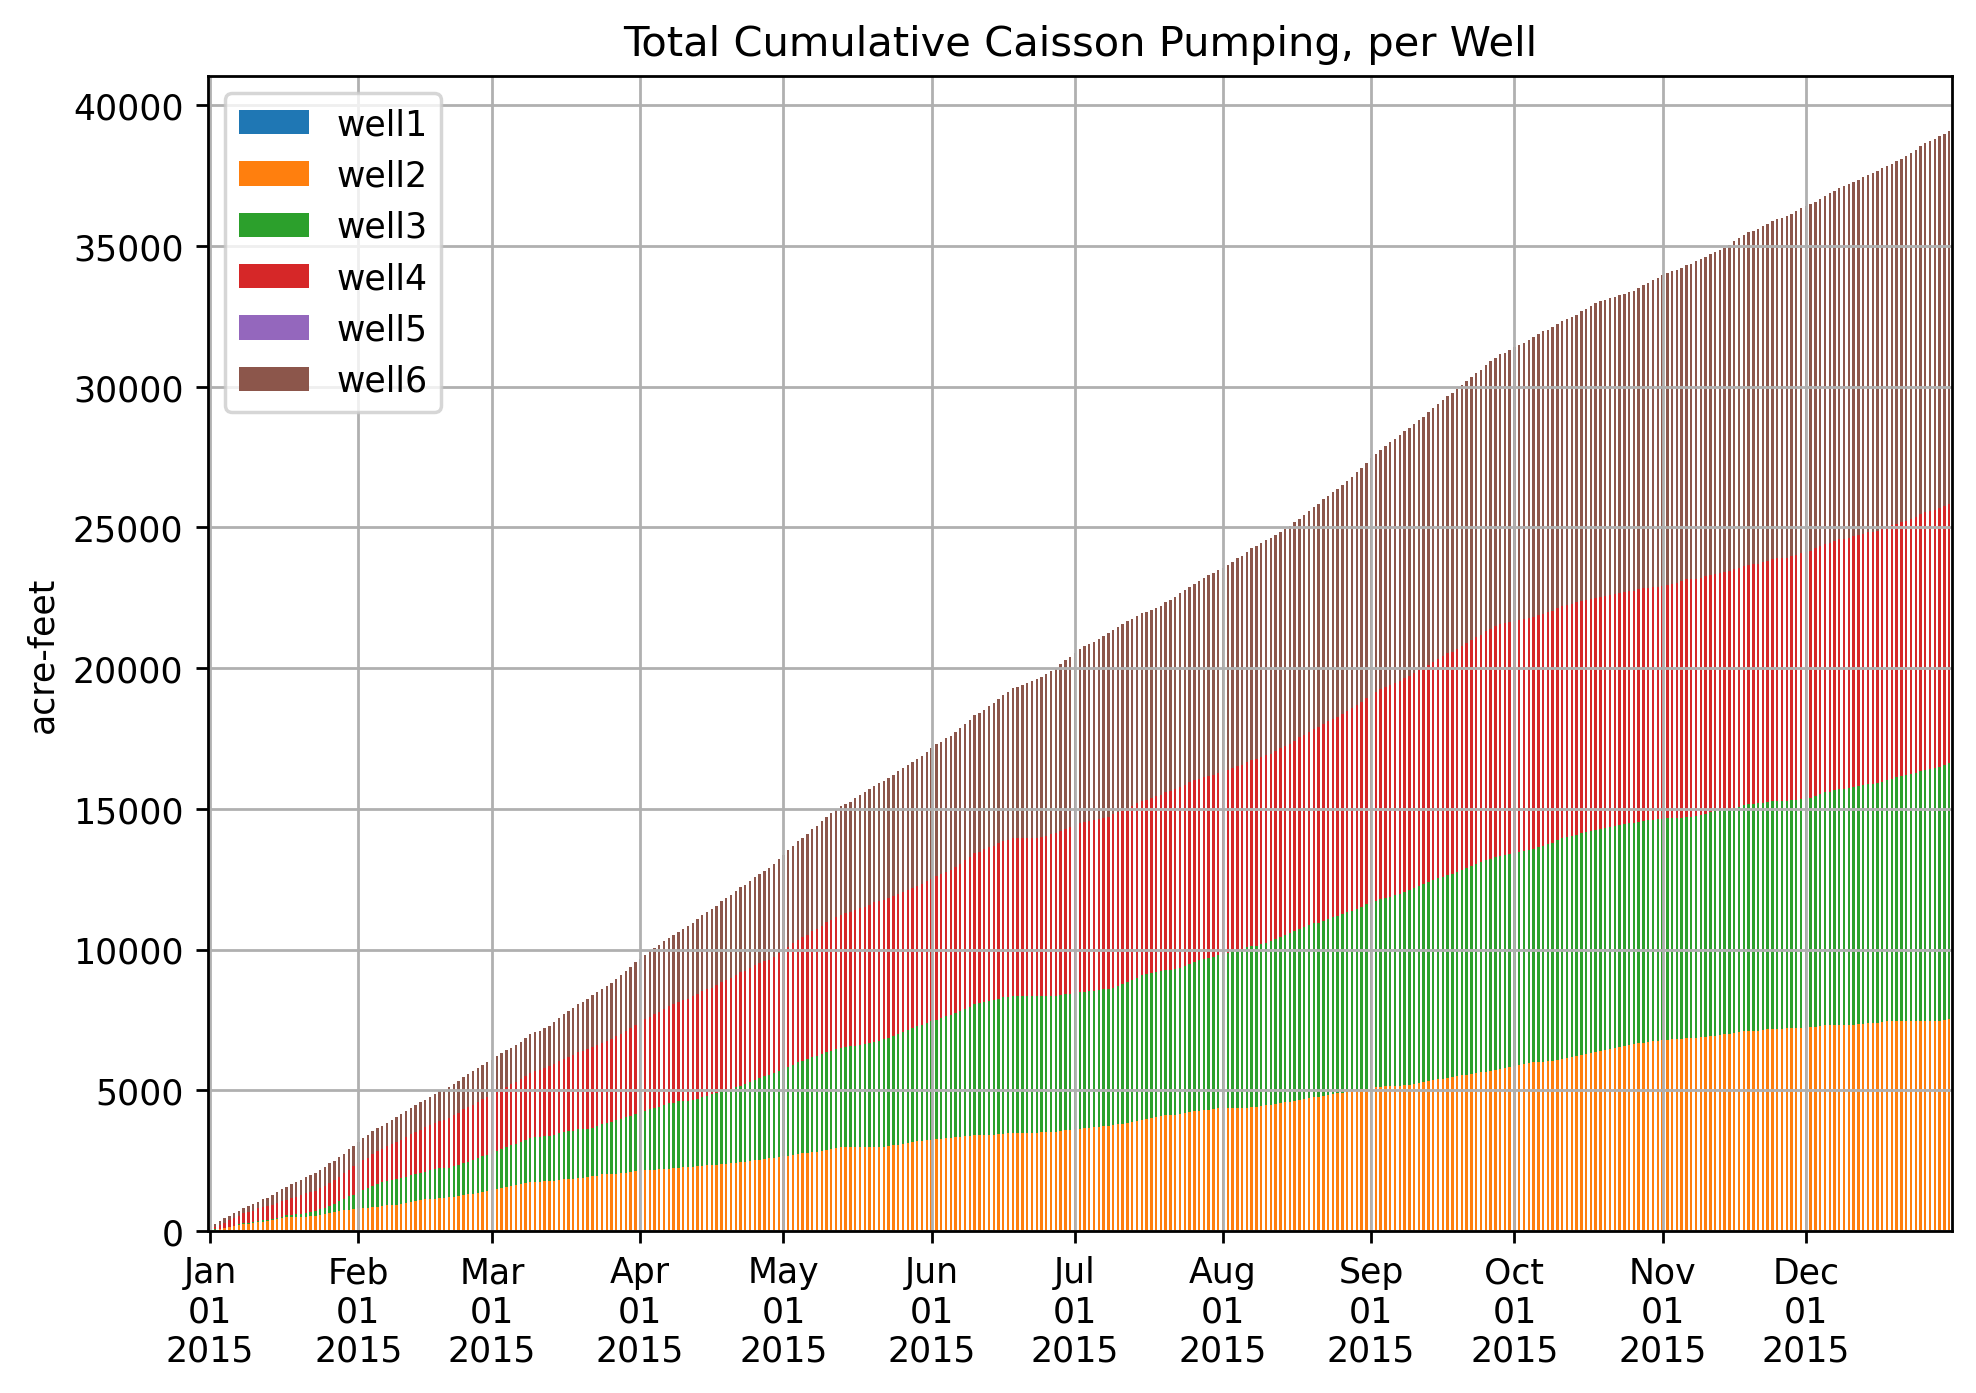 Total Cumulative Caisson Pumping, per Well
40000
35000
30000
25000
20000
15000
10000
5000
0
acre-feet
well1
well2
well3
well4
well5
well6
Jan Feb Mar Apr May Jun Jul Aug Sep Oct Nov Dec
01 01 01 01 01 01 01 01 01 01 01 01
2015 2015 2015 2015 2015 2015 2015 2015 2015 2015 2015 2015